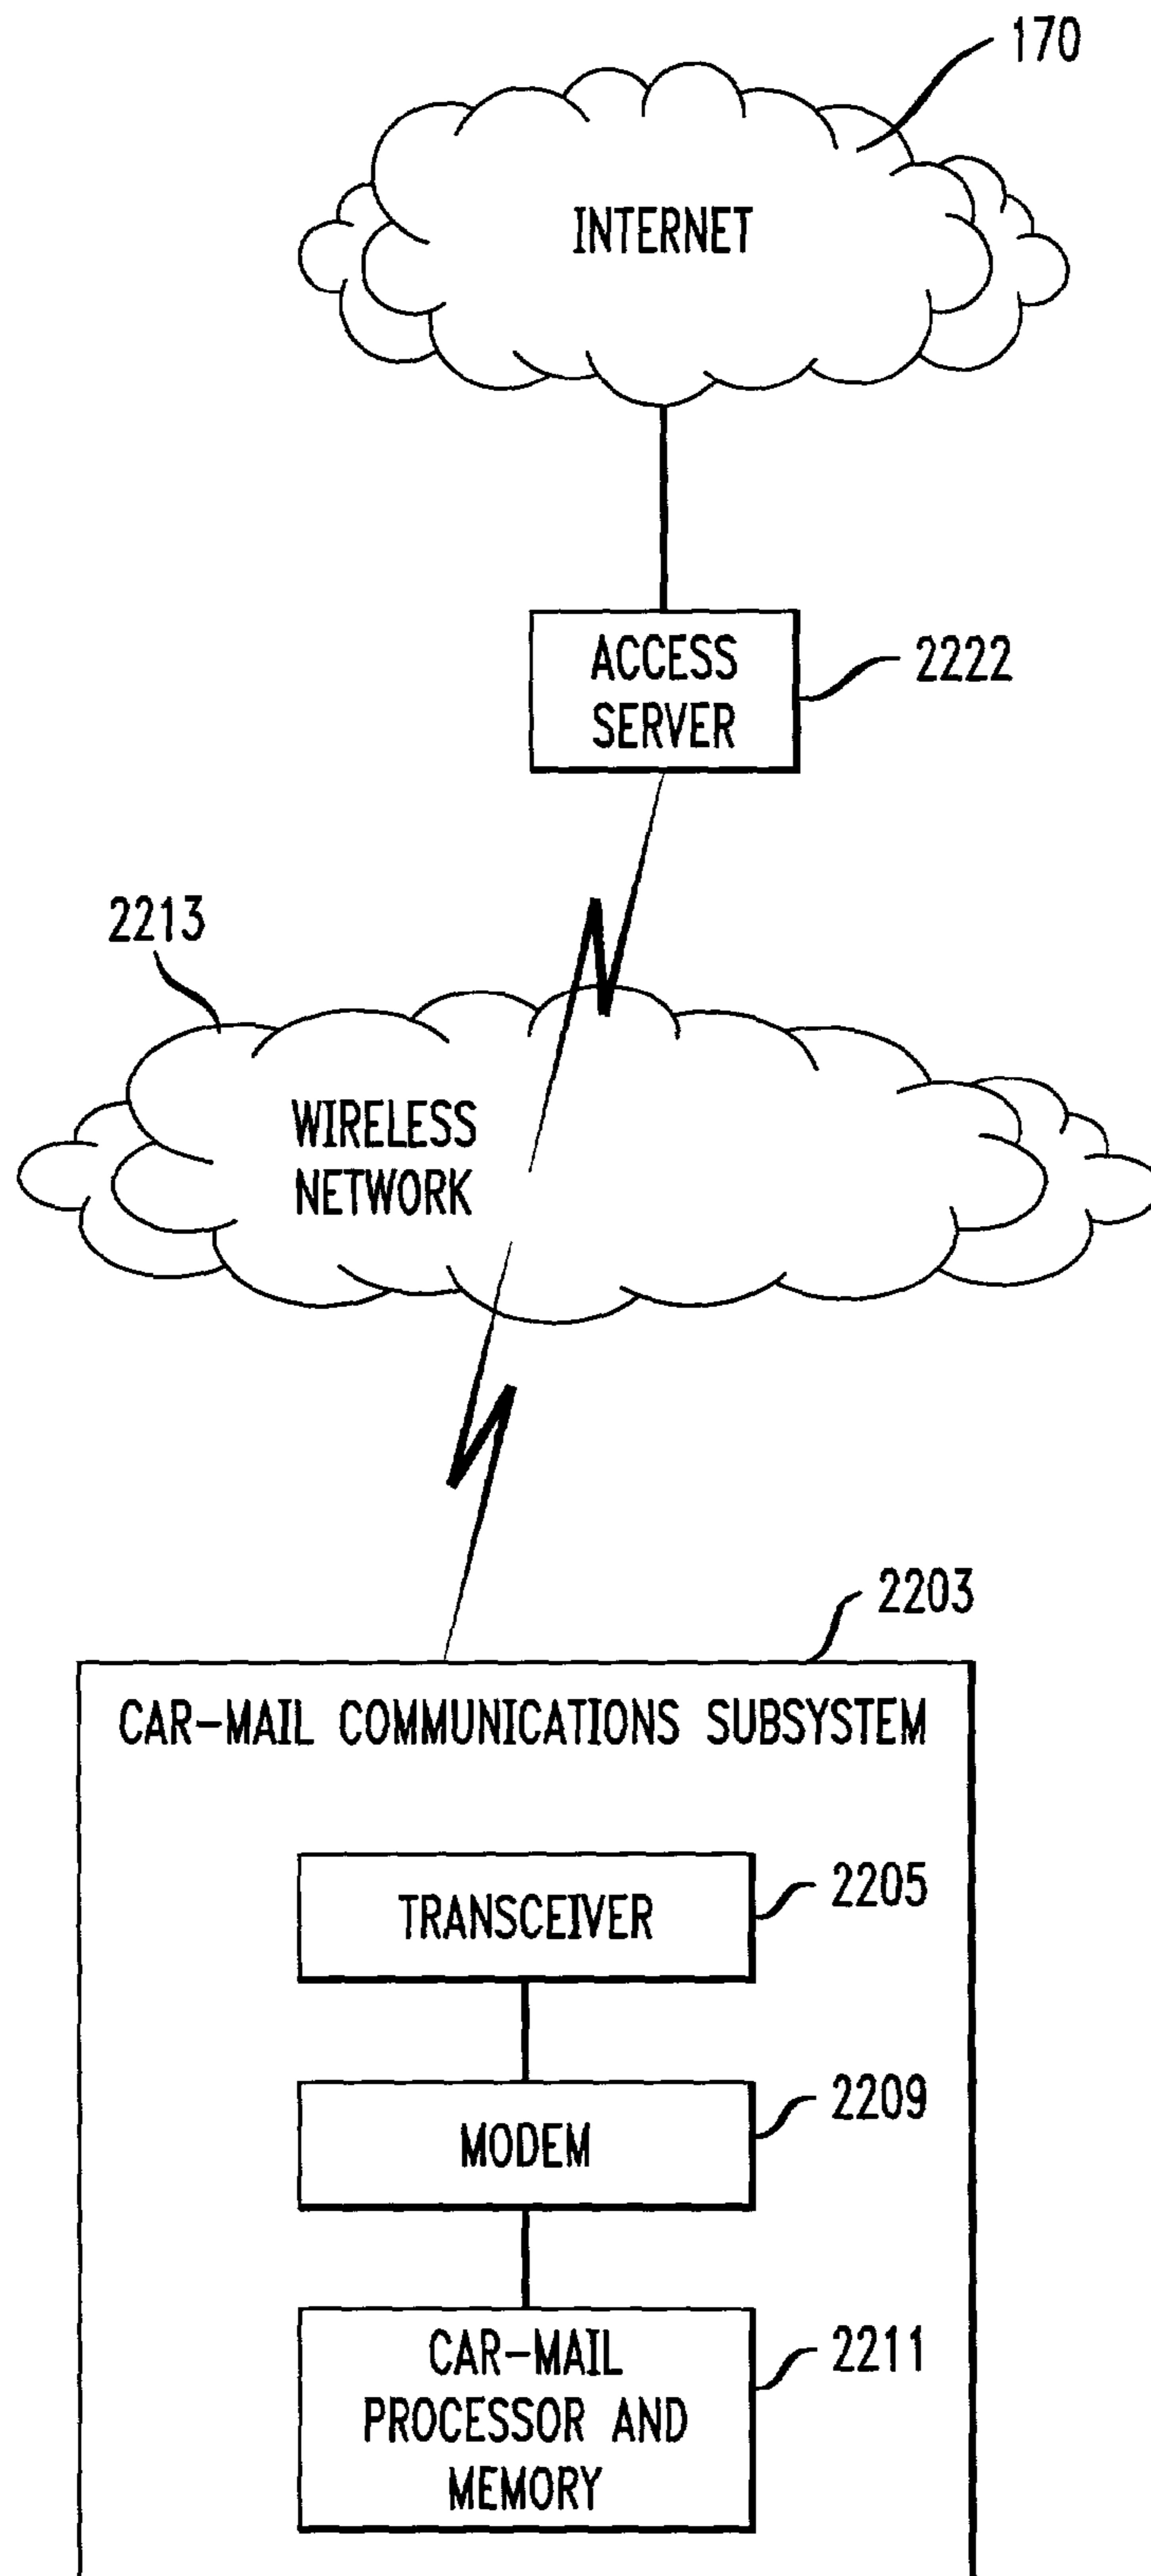 170
INTERNET
ACCESS
SERVER
2222
2213
WIRELESS
NETWORK
2203
CAR-MAIL COMMUNICATIONS SUBSYSTEM
TRANSCEIVER
2205
MODEM
2209
CAR-MAIL
PROCESSOR AND
MEMORY
2211